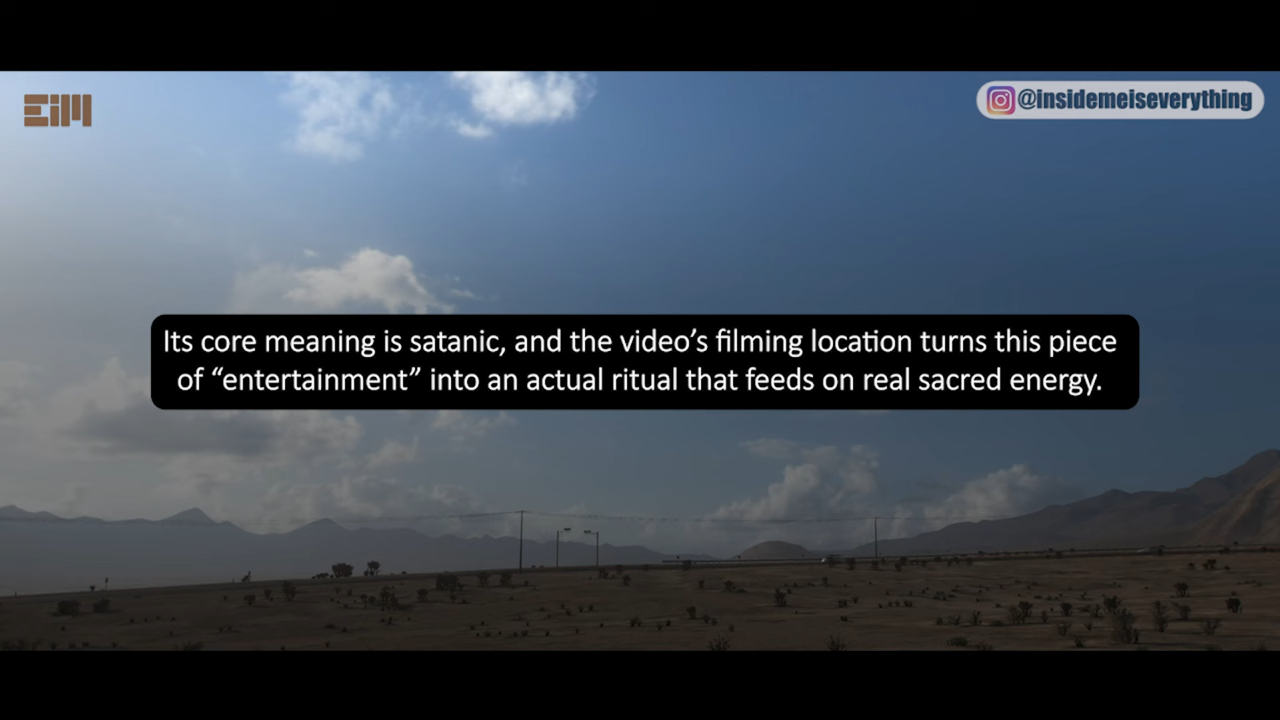 EiM
@insidemeiseverything
Its core meaning is satanic, and the video’s filming location turns this piece
of “entertainment” into an actual ritual that feeds on real sacred energy.